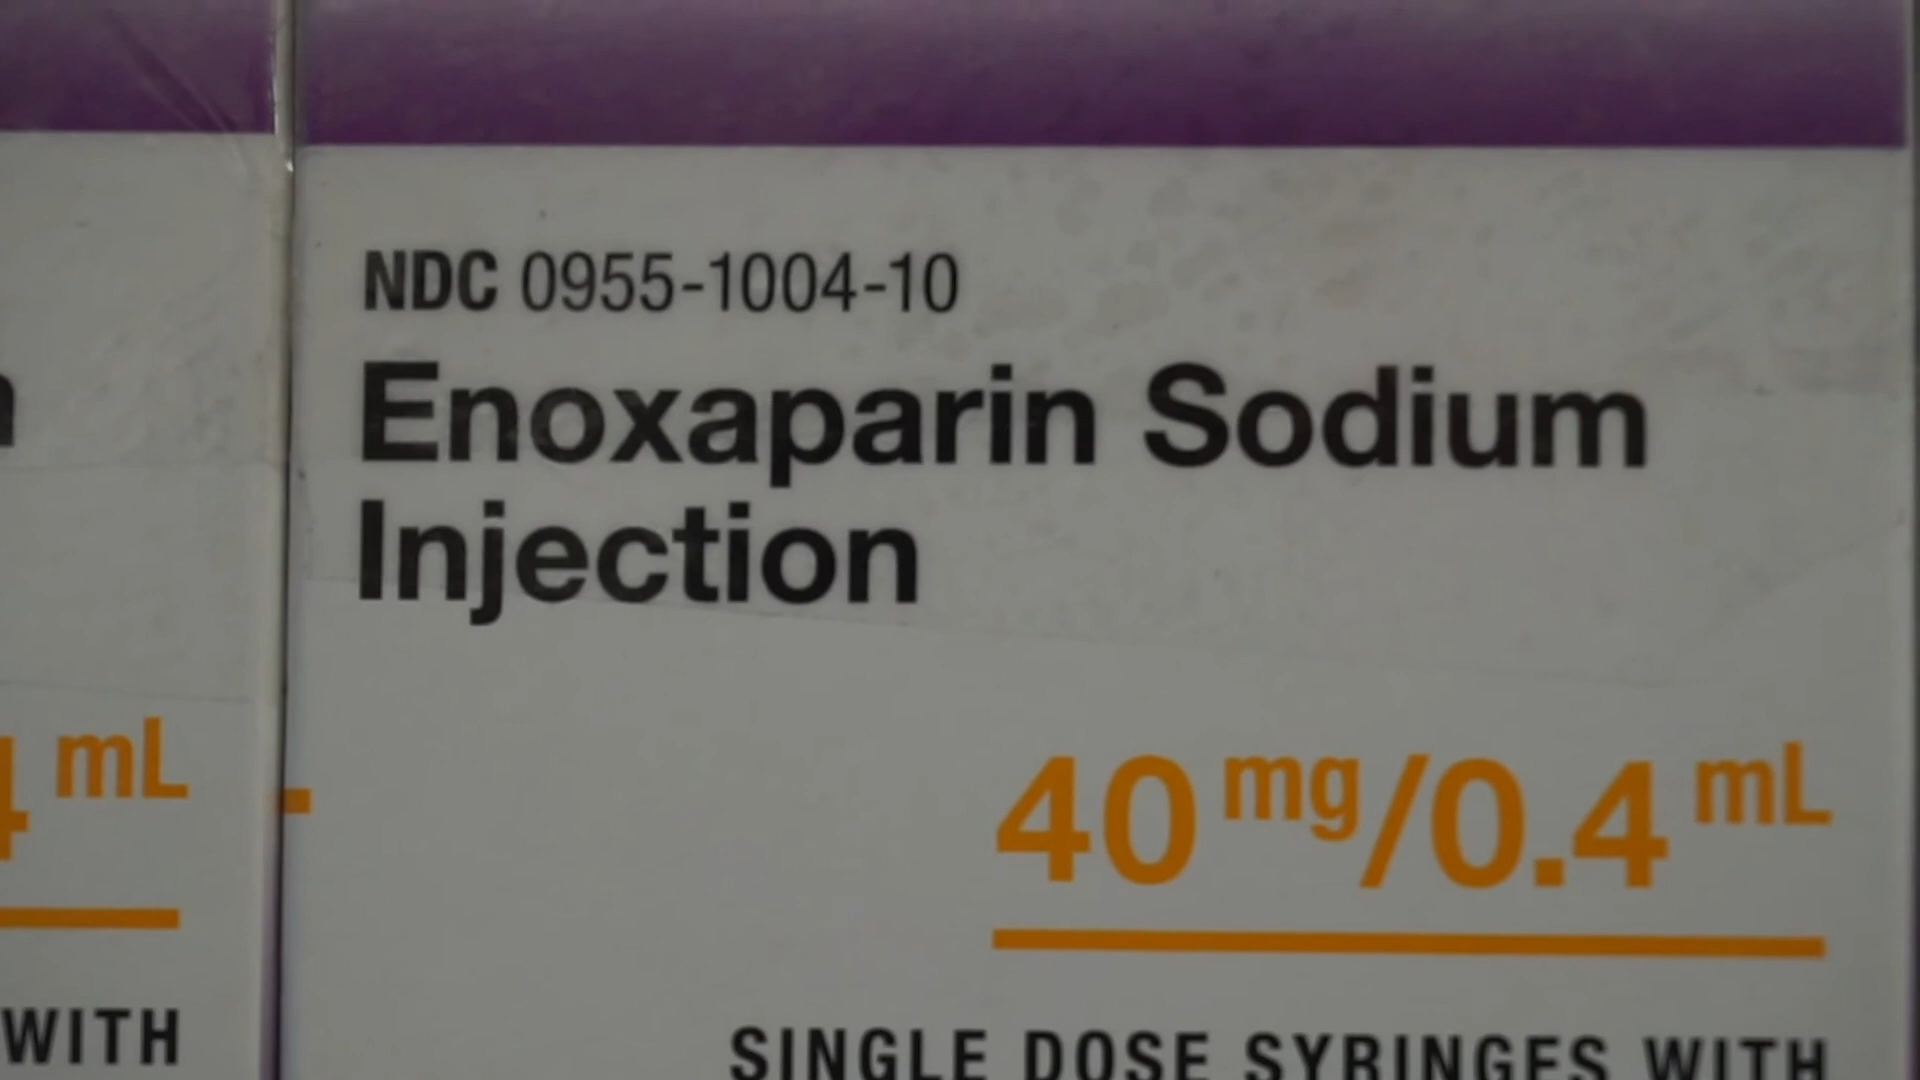 NDC 0955-1004-10
Enoxaparin Sodium
Injection
40 mg/0.4 mL
SINGLE DOSE SYRINGES WITH
mL
WITH